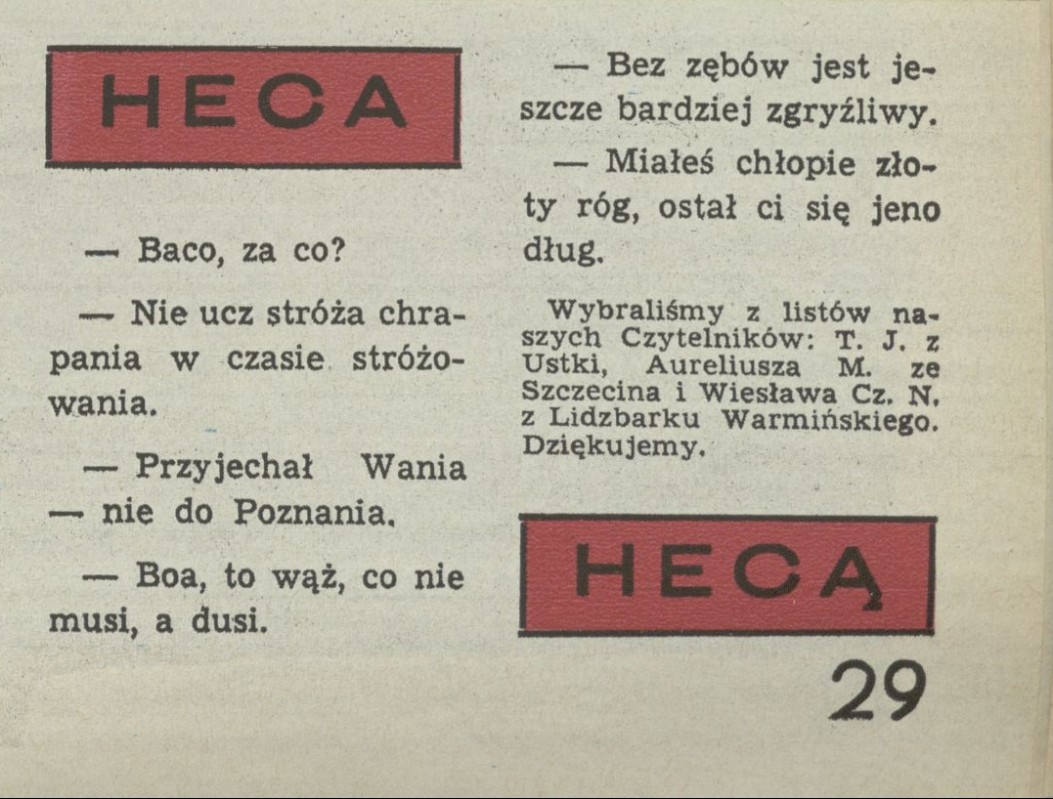 HECA
— Baco, za co?
— Nie ucz stróża chra-
pania w czasie stróżo-
wania.
— Przyjechał Wania
— nie do Poznania.
— Boa, to wąż, co nie
musi, a dusi.
— Bez zębów jest je-
szcze bardziej zgryźliwy.
— Miałeś chłopie zło-
ty róg, ostał ci się jeno
dług.
Wybraliśmy z listów na-
szych Czytelników: T. J. z
Ustki, Aureliusza M. ze
Szczecina i Wiesława Cz. N.
z Lidzbarku Warmińskiego.
Dziękujemy.
HECĄ
29